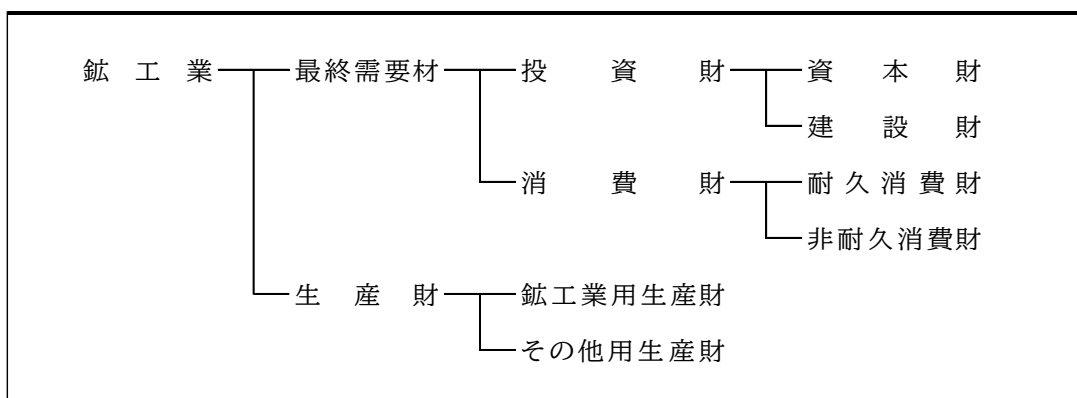 鉱工業 最終需要材 投資財 資本財
建設財
消費財 耐久消費財
非耐久消費財
生産財 鉱工業用生産財
その他用生産財